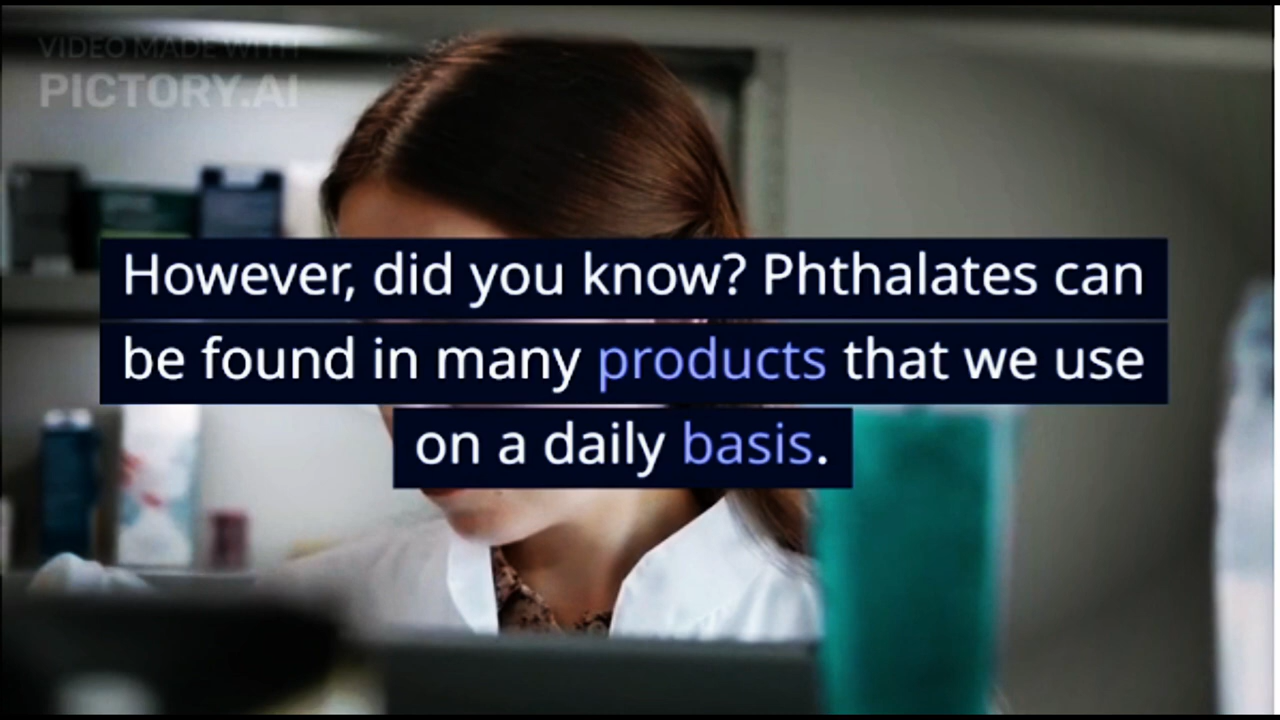 VIDEO MADE WITH
PICTORY.AI
However, did you know? Phthalates can
be found in many products that we use
on a daily basis.